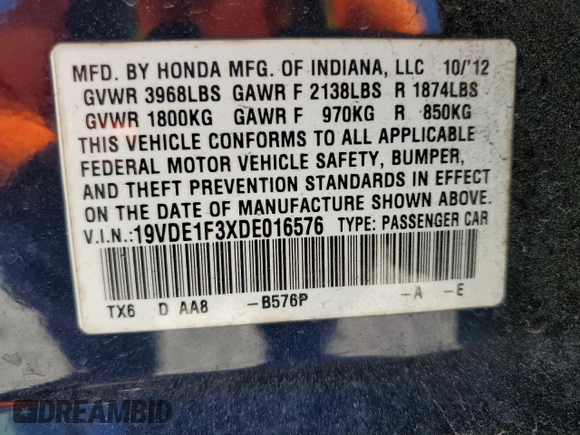 MFD. BY HONDA MFG. OF INDIANA, LLC 10/'12
GVWR 3968LBS GAWR F 2138LBS R 1874LBS
GVWR 1800KG GAWR F 970KG R 850KG
THIS VEHICLE CONFORMS TO ALL APPLICABLE
FEDERAL MOTOR VEHICLE SAFETY, BUMPER,
AND THEFT PREVENTION STANDARDS IN EFFECT
ON THE DATE OF MANUFACTURE SHOWN ABOVE.
V.I.N.:19VDE1F3XDE016576 TYPE: PASSENGER CAR
TX6 D AA8 -B576P -A -E
DREAMBID